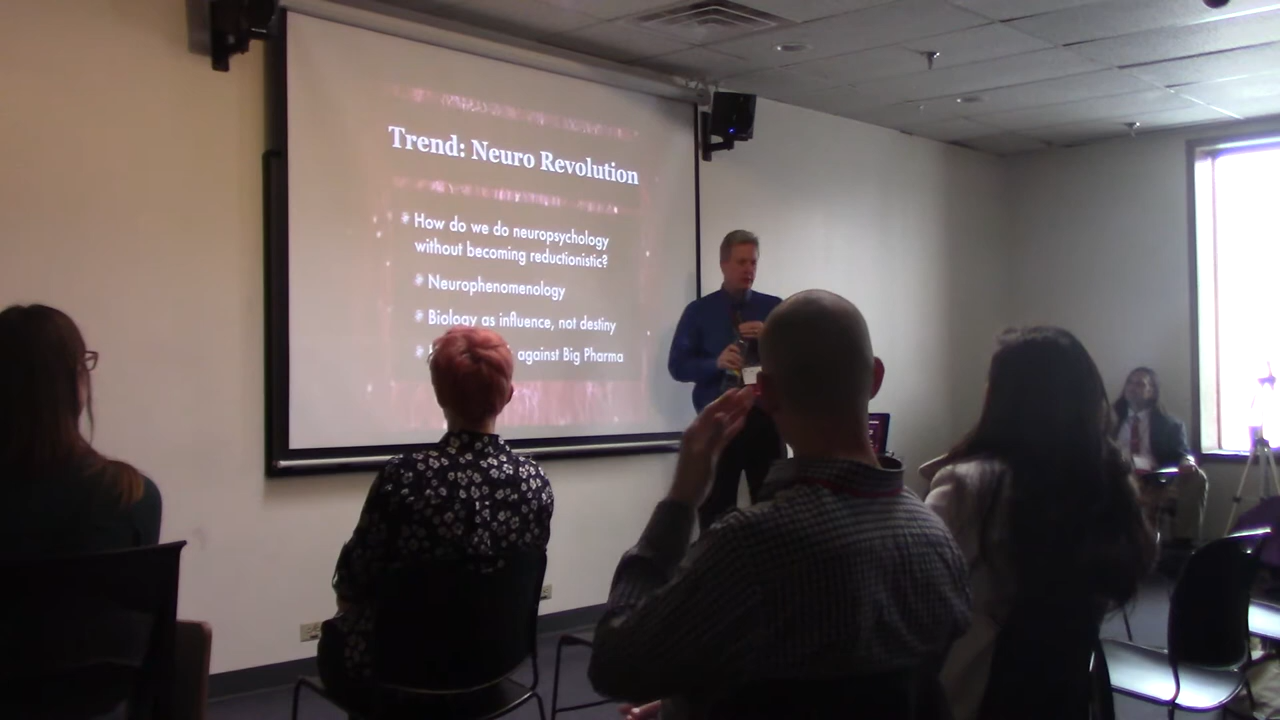 Trend: Neuro Revolution
How do we do neuropsychology
without becoming reductionistic?
Neurophenomenology
Biology as influence, not destiny
against Big Pharma